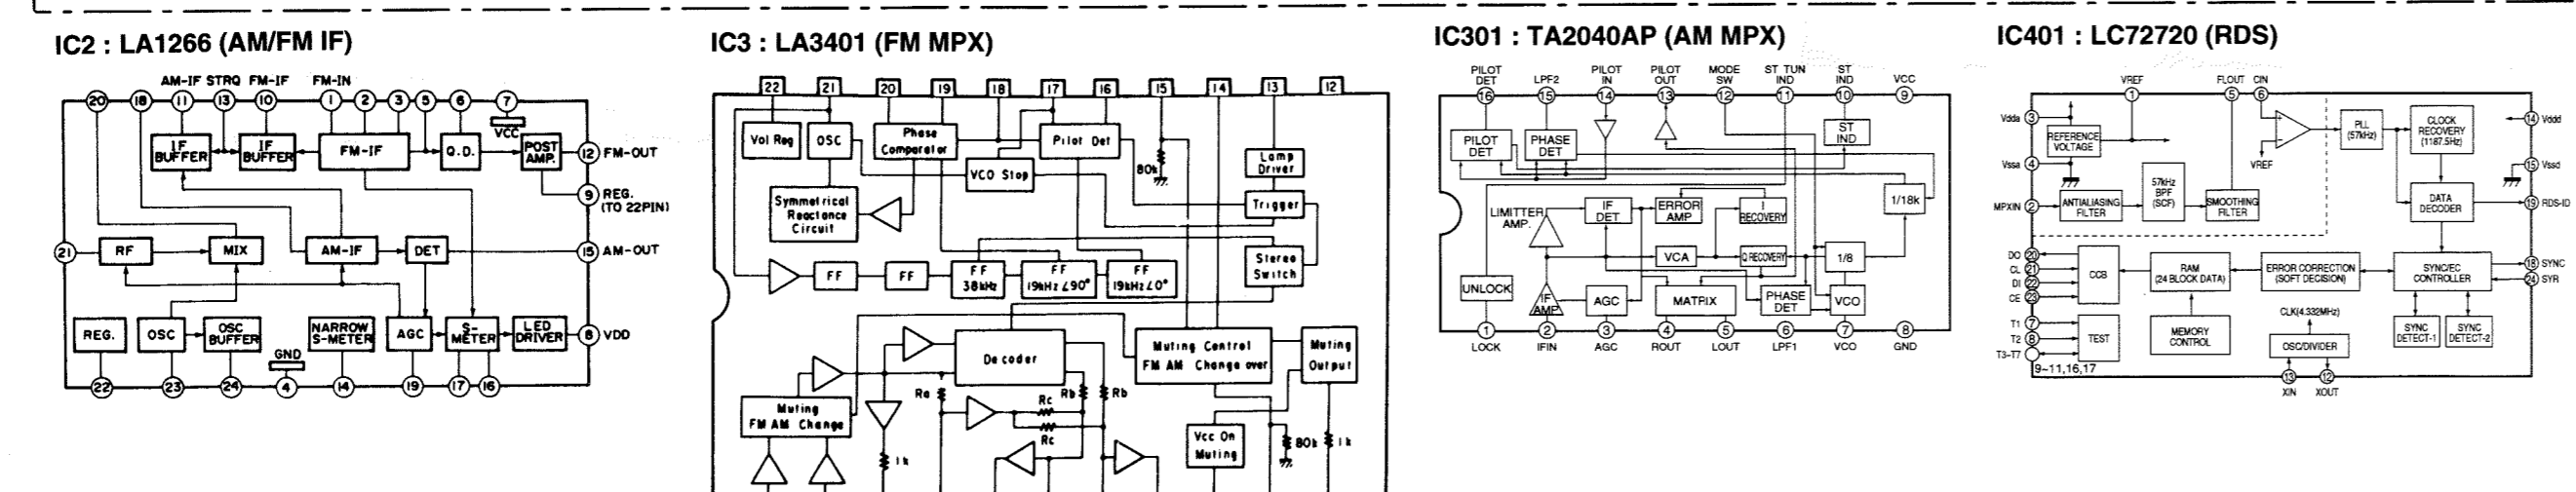 IC2 : LA1266 (AM/FM IF)
AM-IF STRQ FM-IF FM-IN
20 18 11 13 10 1 2 3 5 6 7
VCC
IF BUFFER
IF BUFFER
FM-IF
Q.D.
POST AMP.
12 FM-OUT
9 REG.
(TO 22PIN)
21
RF
MIX
AM-IF
DET
15 AM-OUT
REG.
OSC
OSC BUFFER
GND
NARROW S-METER
AGC
S-METER
LED DRIVER
8 VDD
22 23 24 4 14 19 17 16
IC3 : LA3401 (FM MPX)
22 21 20 19 18 17 16 15 14 13 12
Vol Reg
OSC
Phase Comparator
Pilot Det
VCO Stop
80k
Lamp Driver
Symmetrical Reactance Circuit
Trigger
Stereo Switch
FF
FF
FF 38kHz
FF 19kHz∠90°
FF 19kHz∠0°
Decoder
Muting Control
FM AM Change over
Muting Output
Ra
Rb
Rb
Rc
Rc
Muting
FM AM Change
1k
Vcc On Muting
80k
1k
IC301 : TA2040AP (AM MPX)
PILOT DET
LPF2
PILOT IN
PILOT OUT
MODE SW
ST TUN IND
ST IND
VCC
16 15 14 13 12 11 10 9
PILOT DET
PHASE DET
ST IND
LIMITTER AMP.
IF DET
ERROR AMP
I RECOVERY
1/18k
VCA
Q RECOVERY
1/8
UNLOCK
IF AMP
AGC
MATRIX
PHASE DET
VCO
1 2 3 4 5 6 7 8
LOCK IFIN AGC ROUT LOUT LPF1 VCO GND
IC401 : LC72720 (RDS)
VREF FLOUT CIN
1 5 6
Vdda 3
REFERENCE VOLTAGE
+
−
VREF
PLL (57kHz)
CLOCK RECOVERY (1187.5Hz)
14 Vddd
Vssa 4
15 Vssd
MPXIN 2
ANTIALIASING FILTER
57kHz BPF (SCF)
SMOOTHING FILTER
DATA DECODER
19 RDS-ID
DO 20
CL 21
DI 22
CE 23
CCB
RAM (24 BLOCK DATA)
ERROR CORRECTION (SOFT DECISION)
SYNC/EC CONTROLLER
18 SYNC
24 SYR
T1 7
T2 8
T3-T7
TEST
MEMORY CONTROL
CLK(4.332MHz)
OSC/DIVIDER
SYNC DETECT-1
SYNC DETECT-2
9~11,16,17
13 12
XIN XOUT